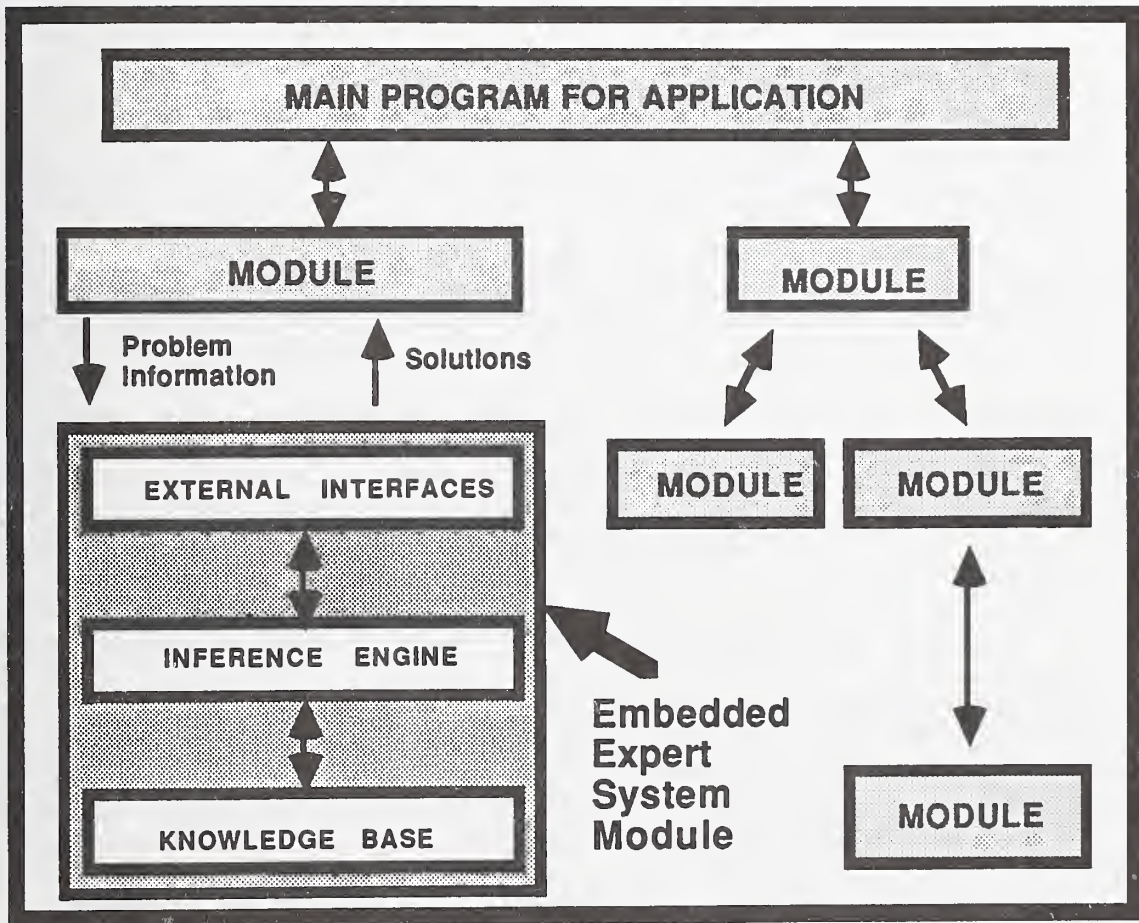 MAIN PROGRAM FOR APPLICATION
MODULE
MODULE
Problem
Information
Solutions
MODULE
MODULE
EXTERNAL INTERFACES
INFERENCE ENGINE
KNOWLEDGE BASE
Embedded
Expert
System
Module
MODULE